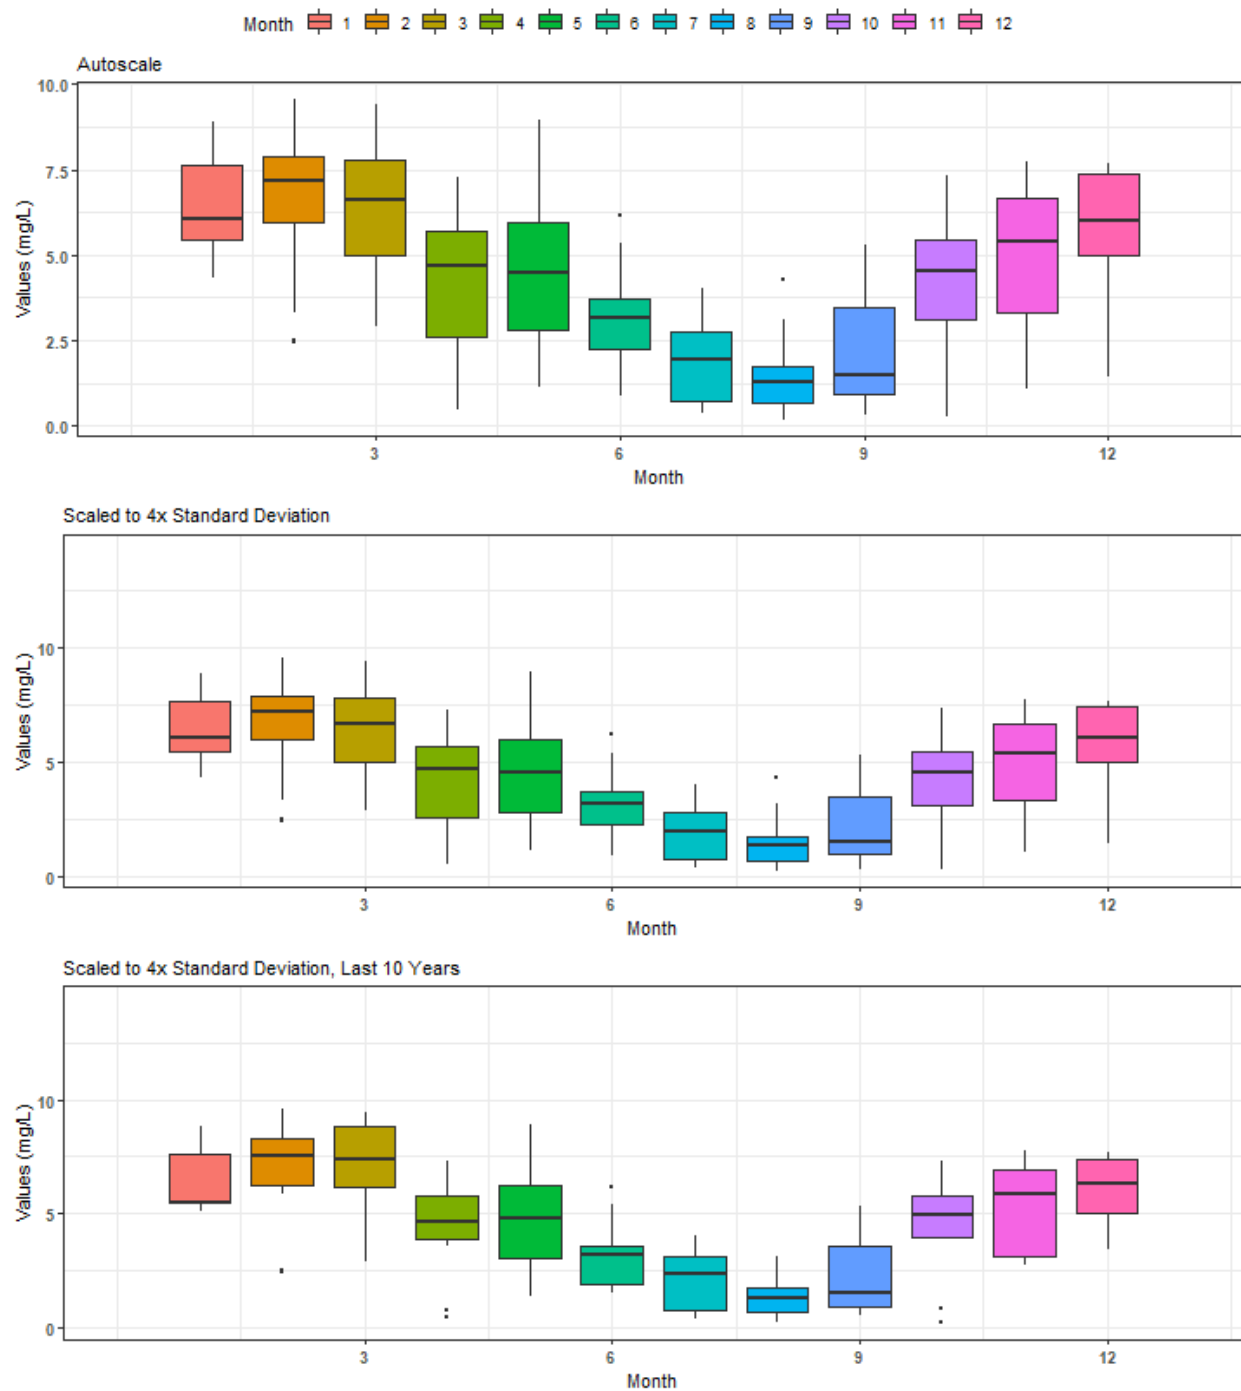 Month 1 2 3 4 5 6 7 8 9 10 11 12
Autoscale
Values (mg/L)
10.0
7.5
5.0
2.5
0.0
3 6 9 12
Month
Scaled to 4x Standard Deviation
Values (mg/L)
10
5
0
3 6 9 12
Month
Scaled to 4x Standard Deviation, Last 10 Years
Values (mg/L)
10
5
0
3 6 9 12
Month